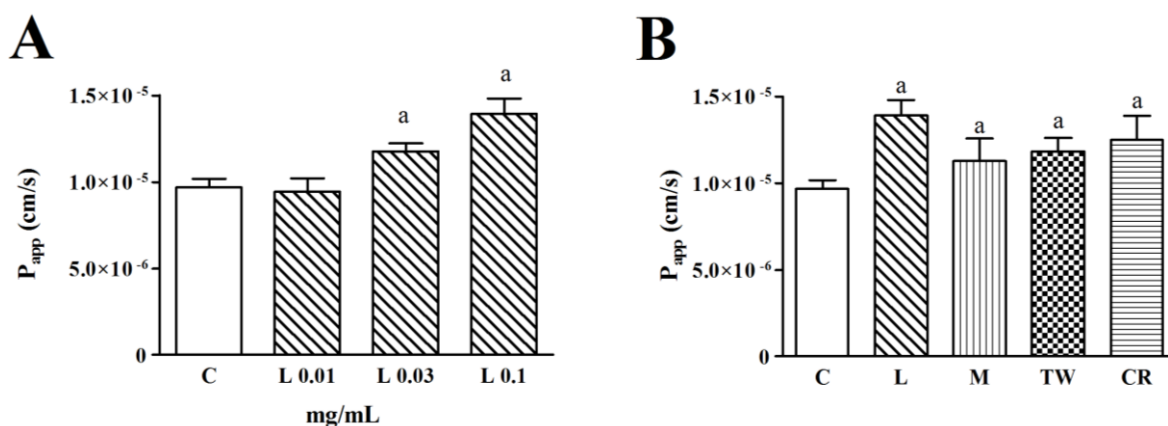 A
P_app (cm/s)
1.5×10⁻⁵
1.0×10⁻⁵
5.0×10⁻⁶
0
a
a
C L 0.01 L 0.03 L 0.1
mg/mL
B
P_app (cm/s)
1.5×10⁻⁵
1.0×10⁻⁵
5.0×10⁻⁶
0
a
a
a
a
C L M TW CR